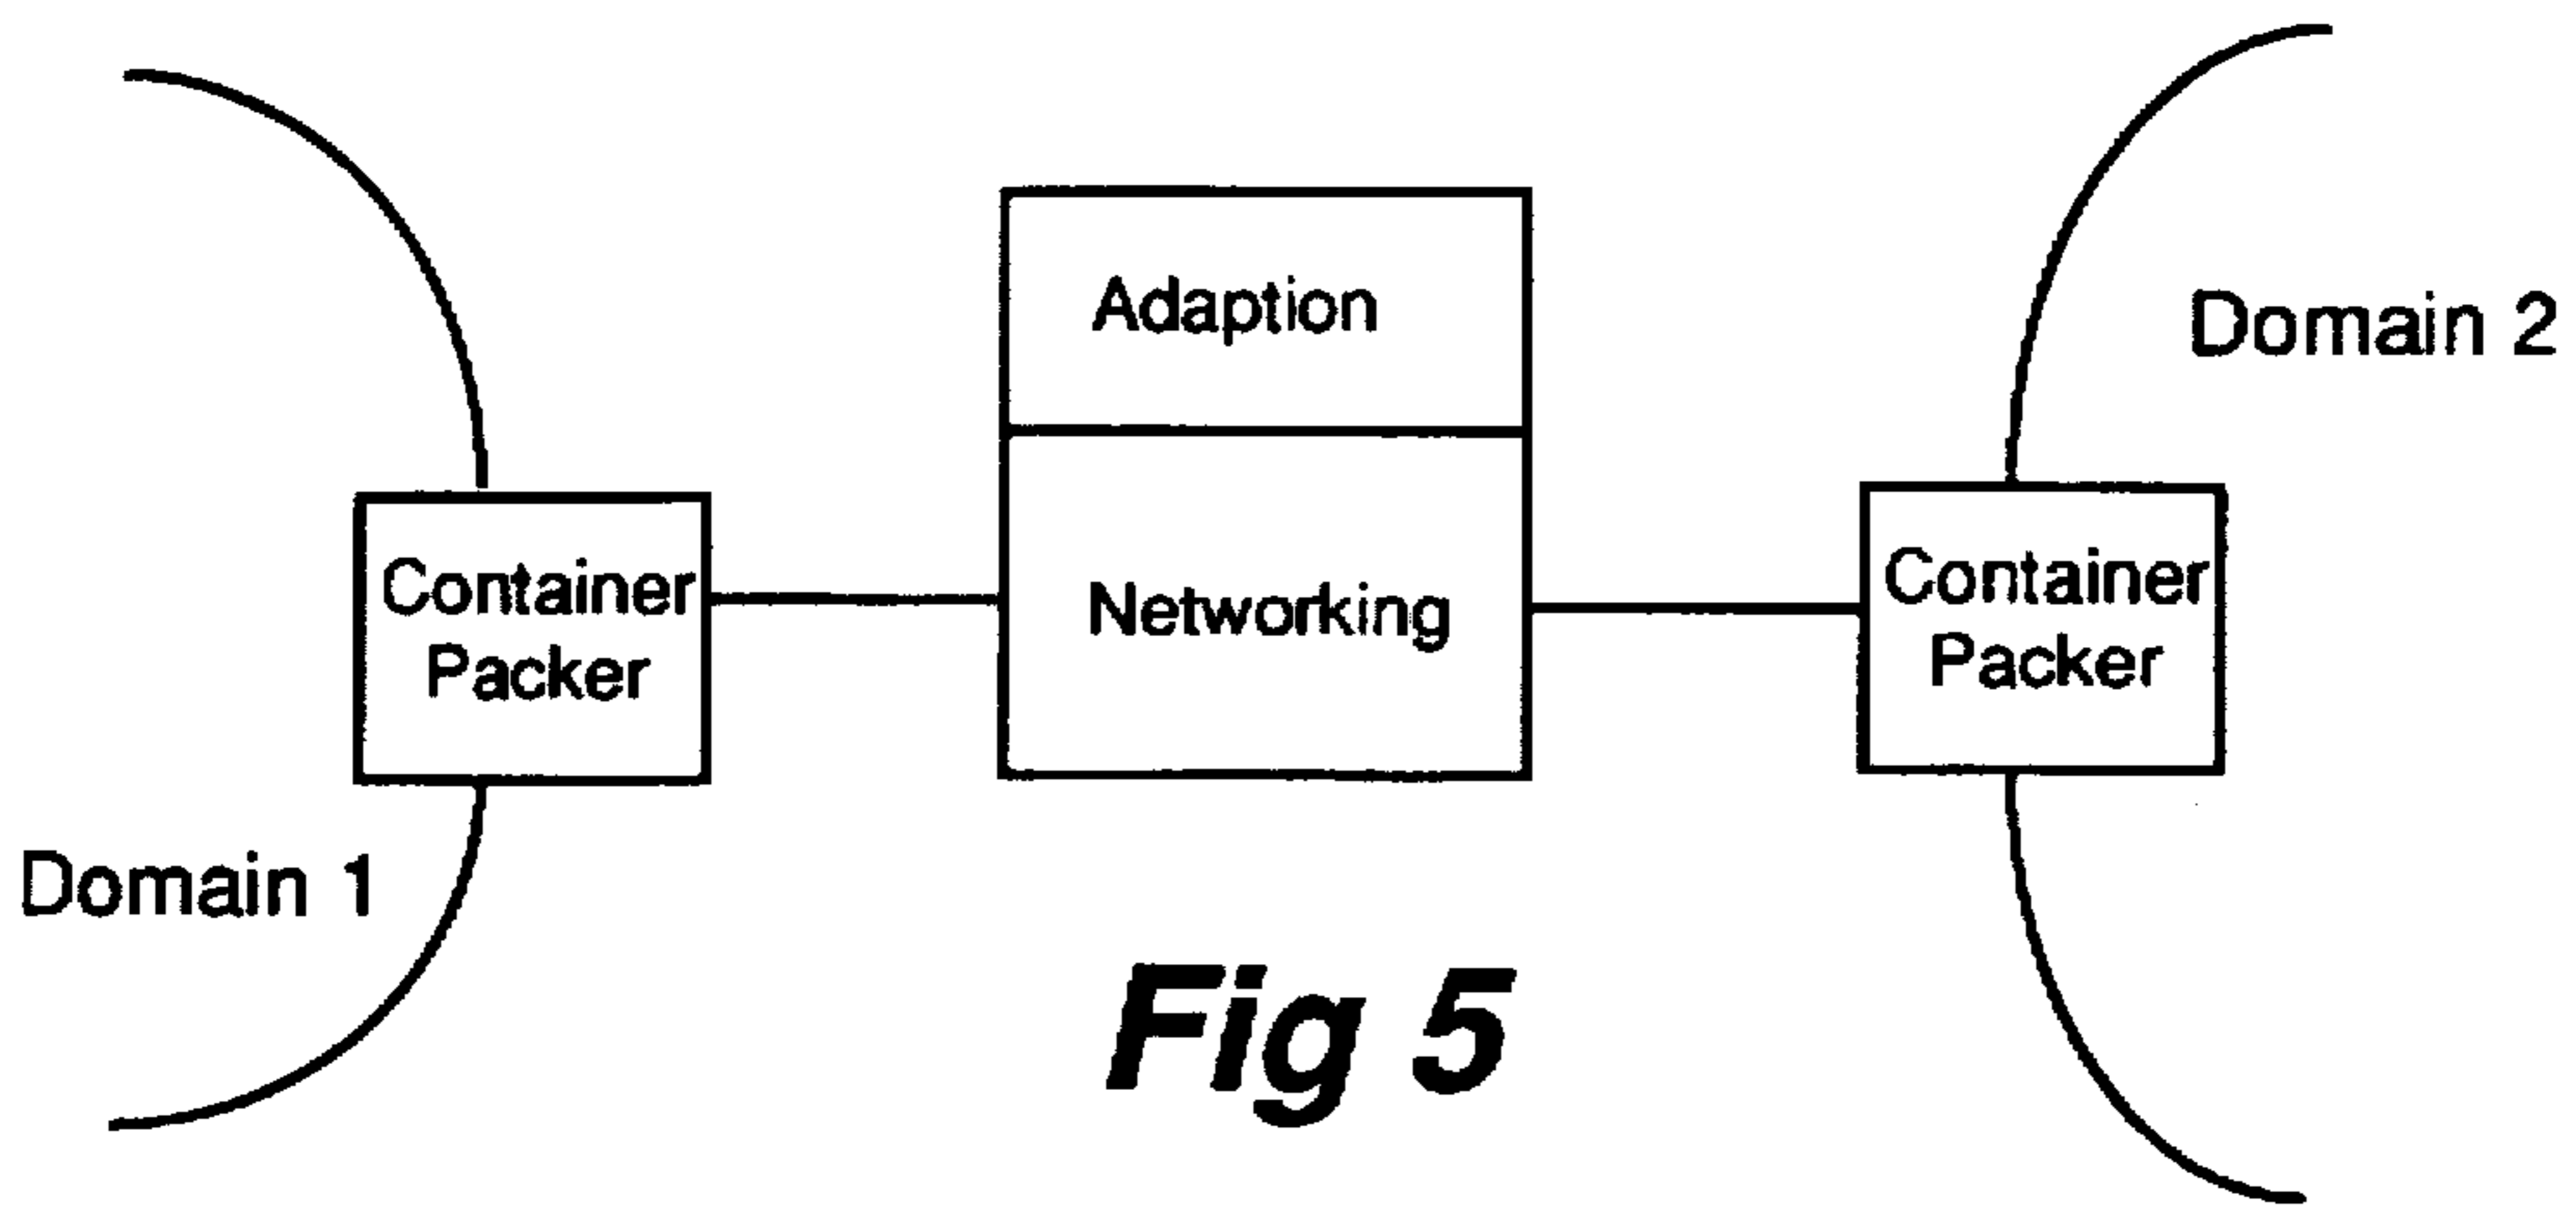 Adaption
Domain 2
Container
Packer
Networking
Container
Packer
Domain 1
Fig 5